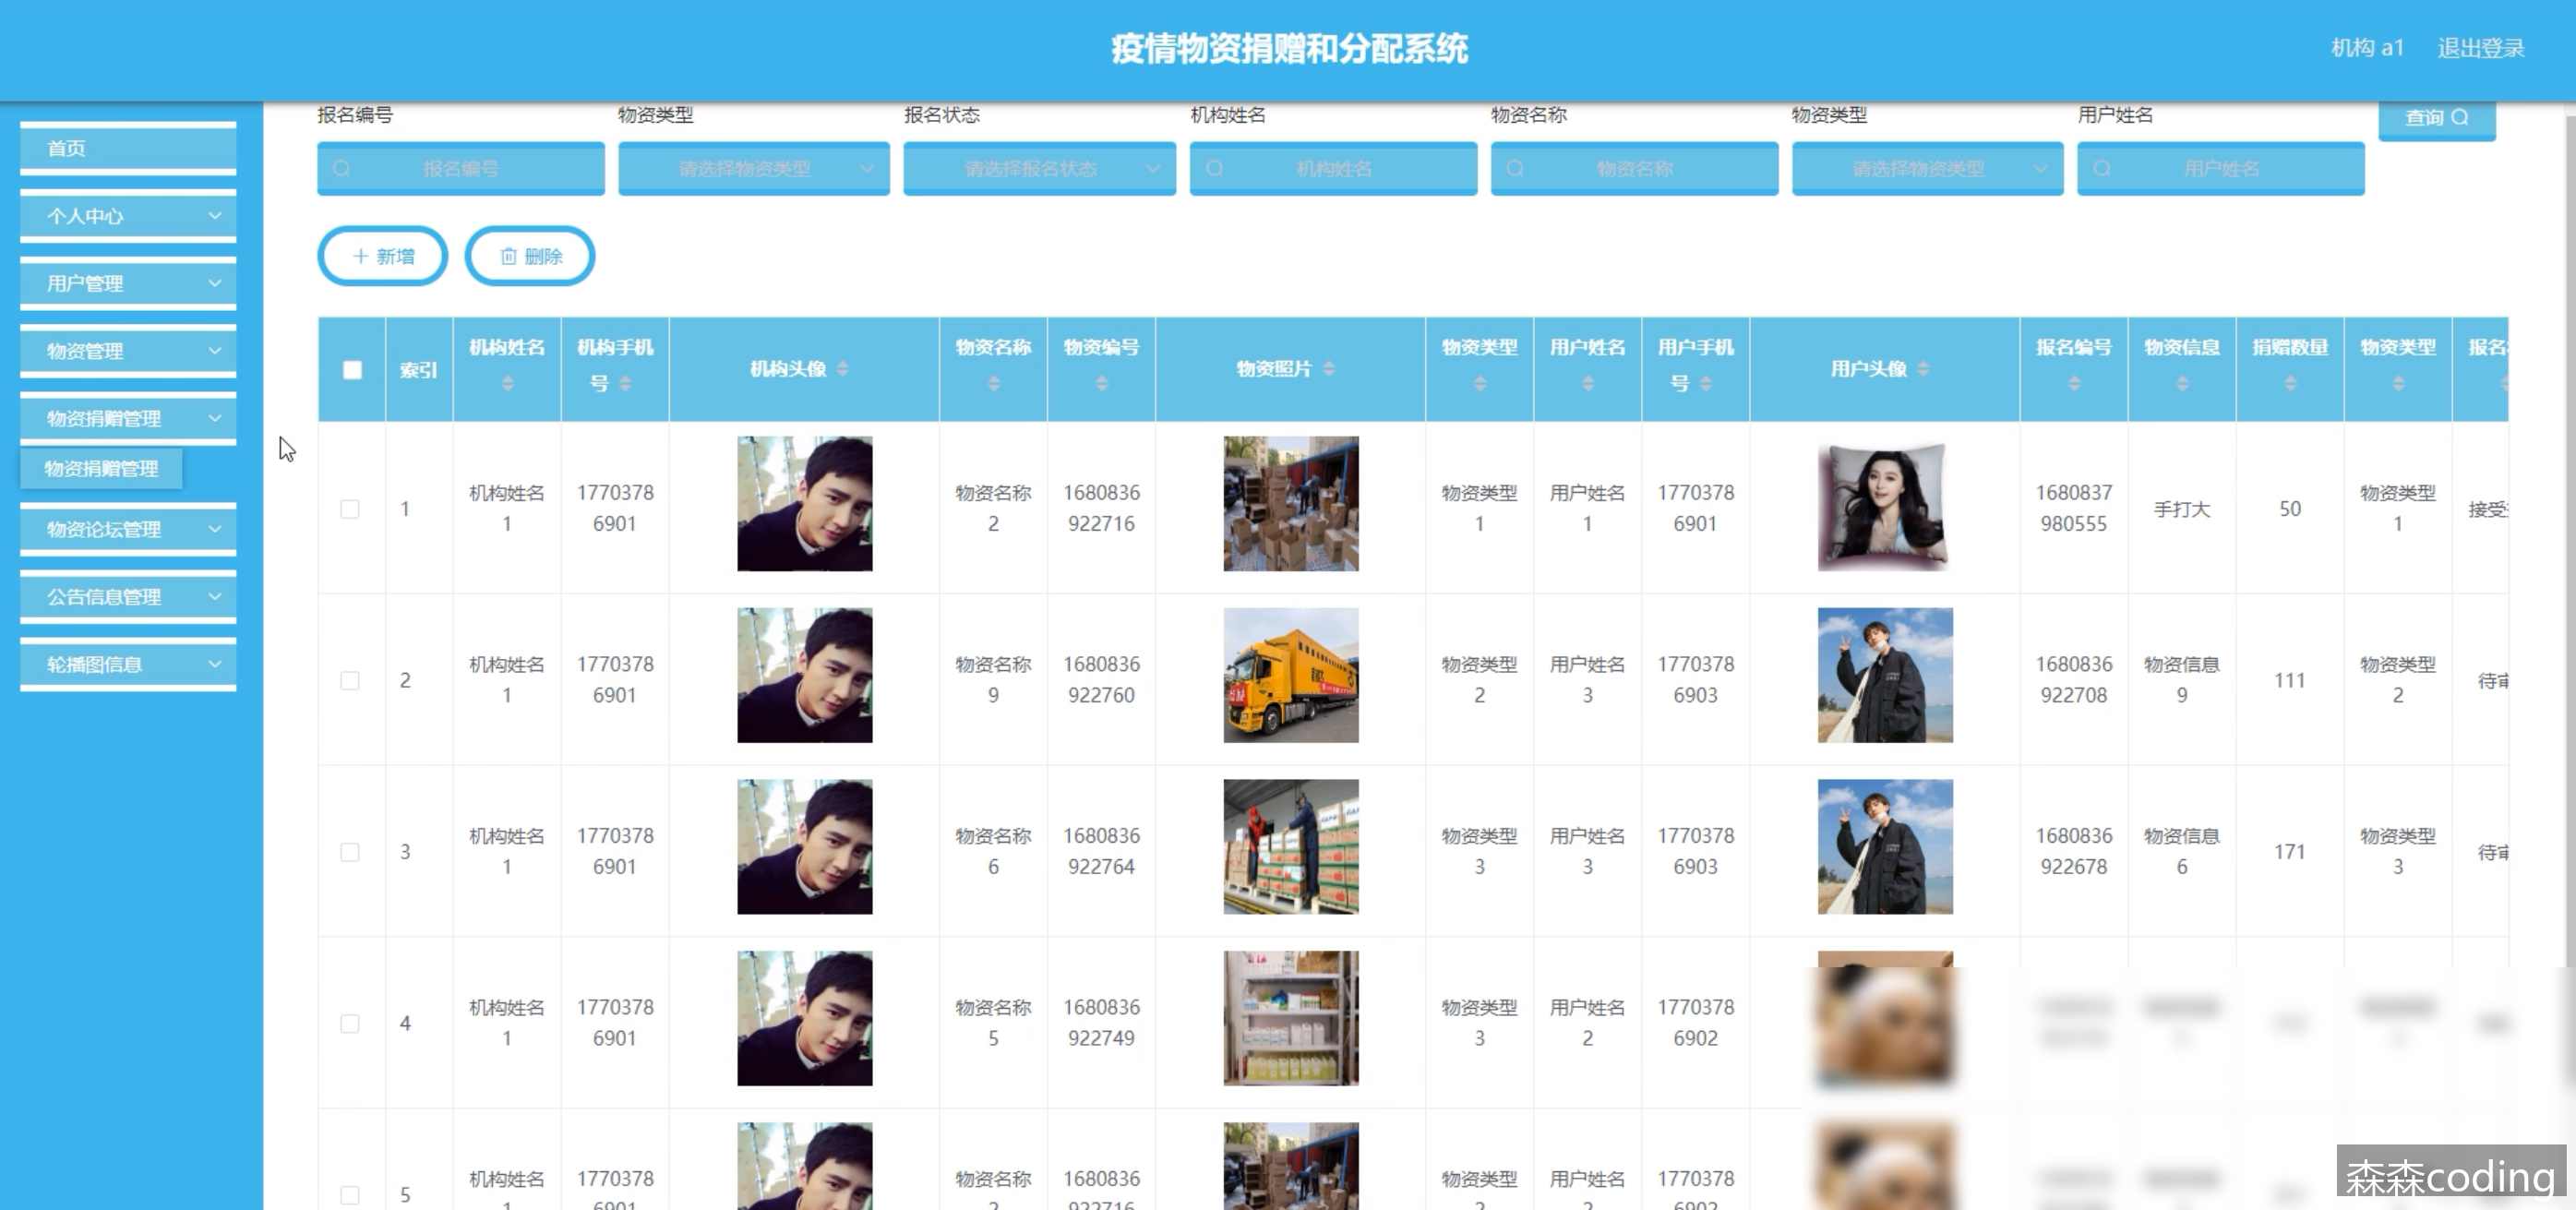 疫情物资捐赠和分配系统
机构 a1 退出登录
首页
个人中心
用户管理
物资管理
物资捐赠管理
物资捐赠管理
物资论坛管理
公告信息管理
轮播图信息
报名编号 物资类型 报名状态 机构姓名 物资名称 物资类型 用户姓名 查询
报名编号 请选择物资类型 请选择报名状态 机构姓名 物资名称 请选择物资类型 用户姓名
新增 删除
索引 机构姓名 机构手机号 机构头像 物资名称 物资编号 物资照片 物资类型 用户姓名 用户手机号 用户头像 报名编号 物资信息 捐赠数量 物资类型 报名
1 机构姓名1 17703786901 物资名称2 1680836922716 物资类型1 用户姓名1 17703786901 1680837980555 手打大 50 物资类型1 接受
2 机构姓名1 17703786901 物资名称9 1680836922760 物资类型2 用户姓名3 17703786903 1680836922708 物资信息9 111 物资类型2 待审
3 机构姓名1 17703786901 物资名称6 1680836922764 物资类型3 用户姓名3 17703786903 1680836922678 物资信息6 171 物资类型3 待审
4 机构姓名1 17703786901 物资名称5 1680836922749 物资类型3 用户姓名2 17703786902
5 机构姓名1 17703786901 物资名称2 1680836922716 物资类型2 用户姓名2 17703786902
森森coding